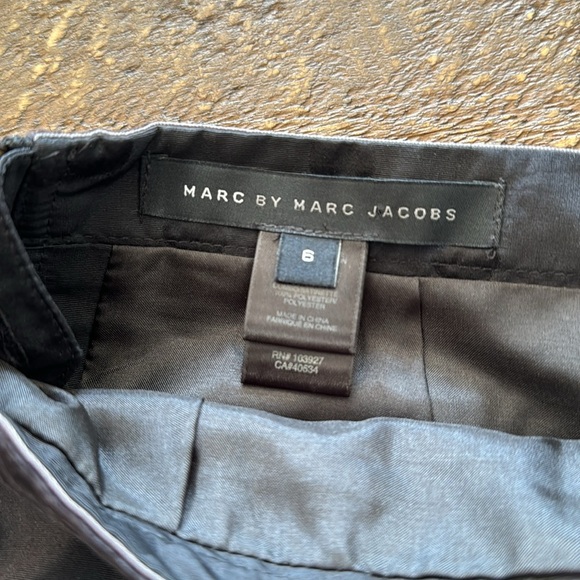 MARC BY MARC JACOBS
6
100% POLYESTER/
POLYESTER
MADE IN CHINA
FABRIQUE EN CHINE
RN# 103927
CA#40634